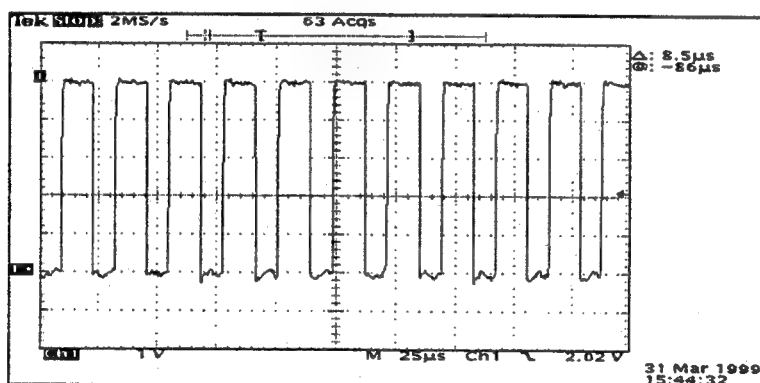 Tek STOP 2MS/s 63 Acqs
Δ: 8.5µs
@: -86µs
Ch1 1 V M 25µs Ch1 2.02 V
31 Mar 1999
15:44:32